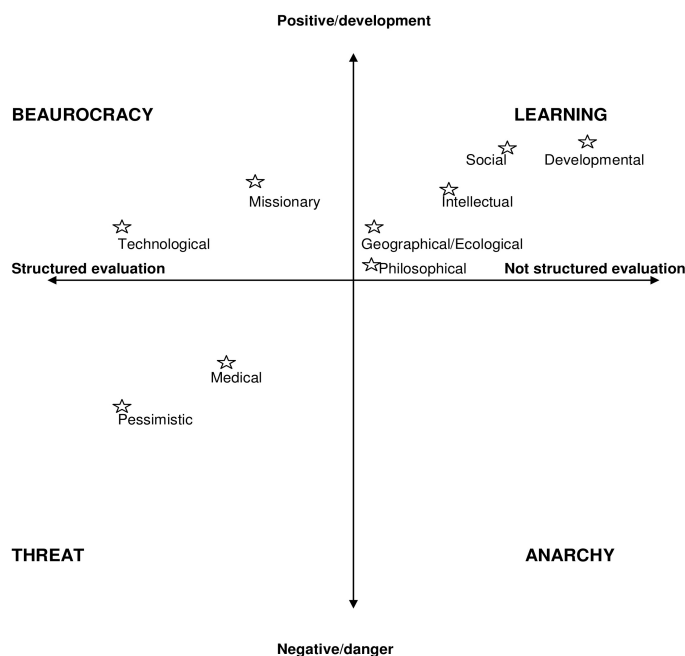 Positive/development
BEAUROCRACY
LEARNING
Social
Developmental
Missionary
Intellectual
Technological
Geographical/Ecological
Structured evaluation
Philosophical
Not structured evaluation
Medical
Pessimistic
THREAT
ANARCHY
Negative/danger